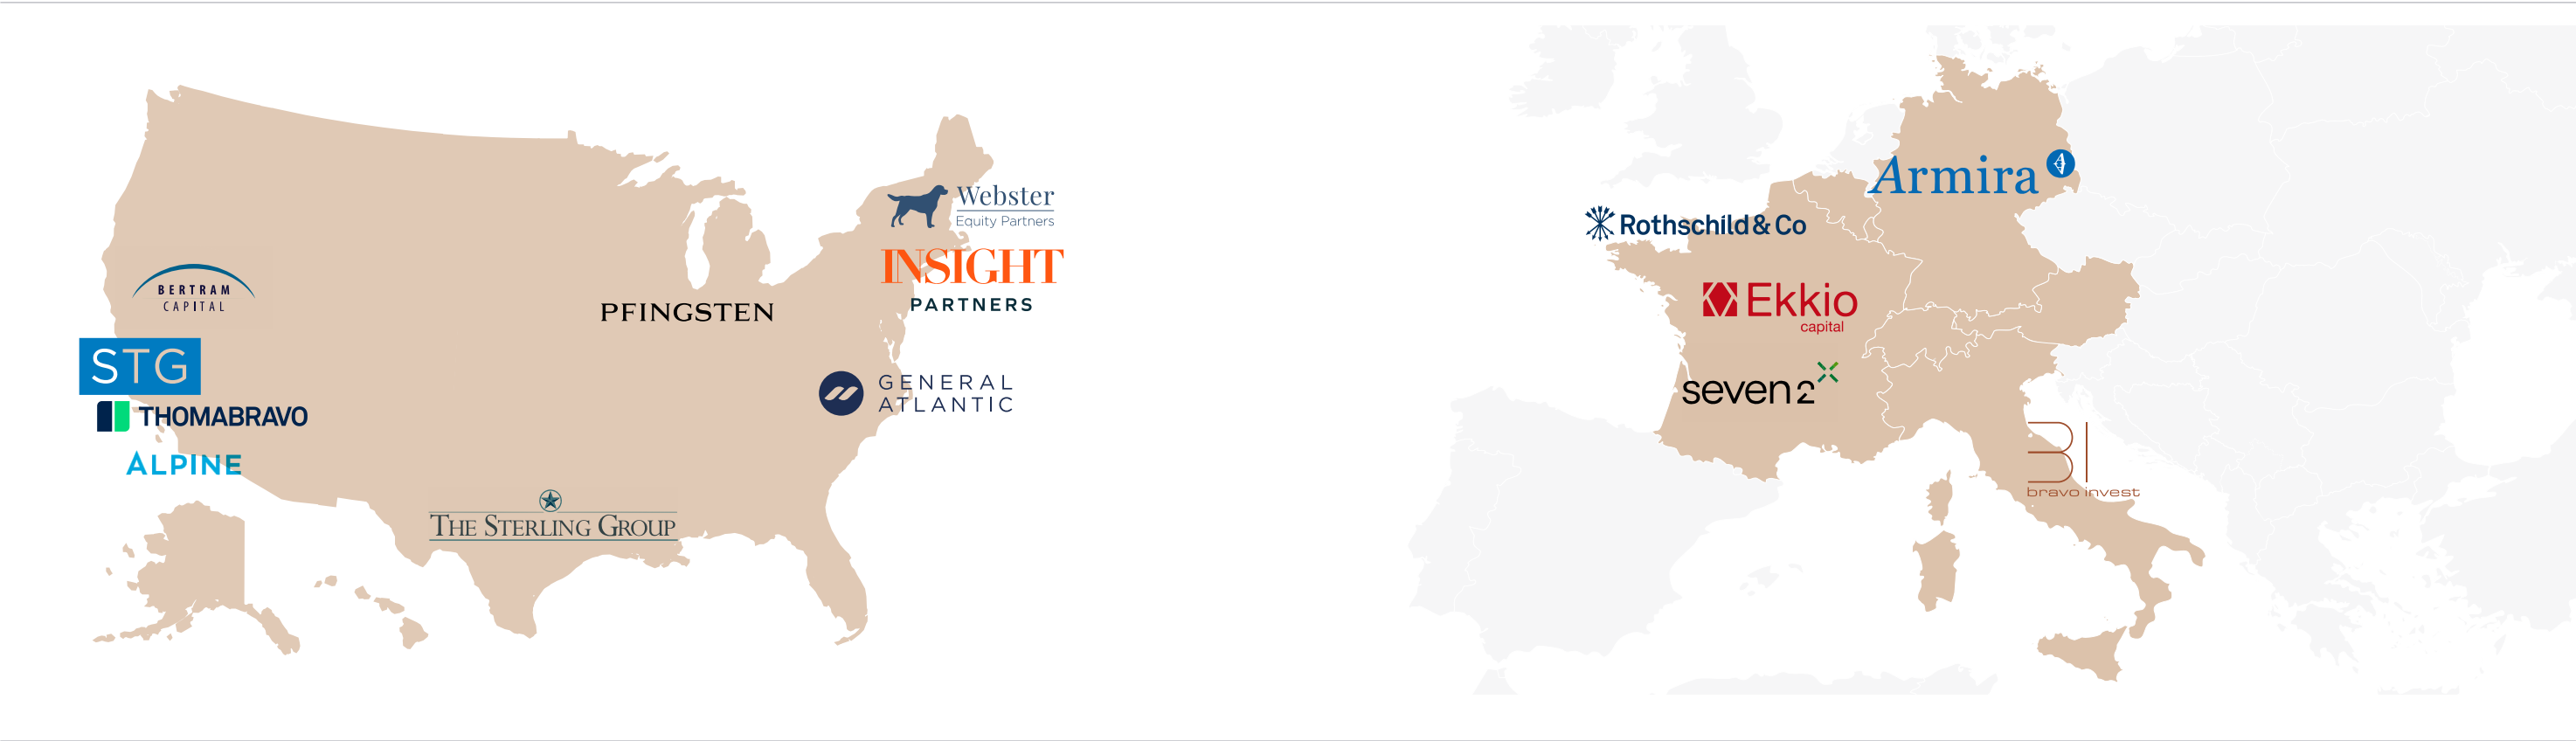 BERTRAM
CAPITAL
STG
THOMABRAVO
ALPINE
PFINGSTEN
THE STERLING GROUP
Webster
Equity Partners
INSIGHT
PARTNERS
GENERAL
ATLANTIC
Armira
Rothschild & Co
Ekkio
capital
seven2
BI
bravo invest